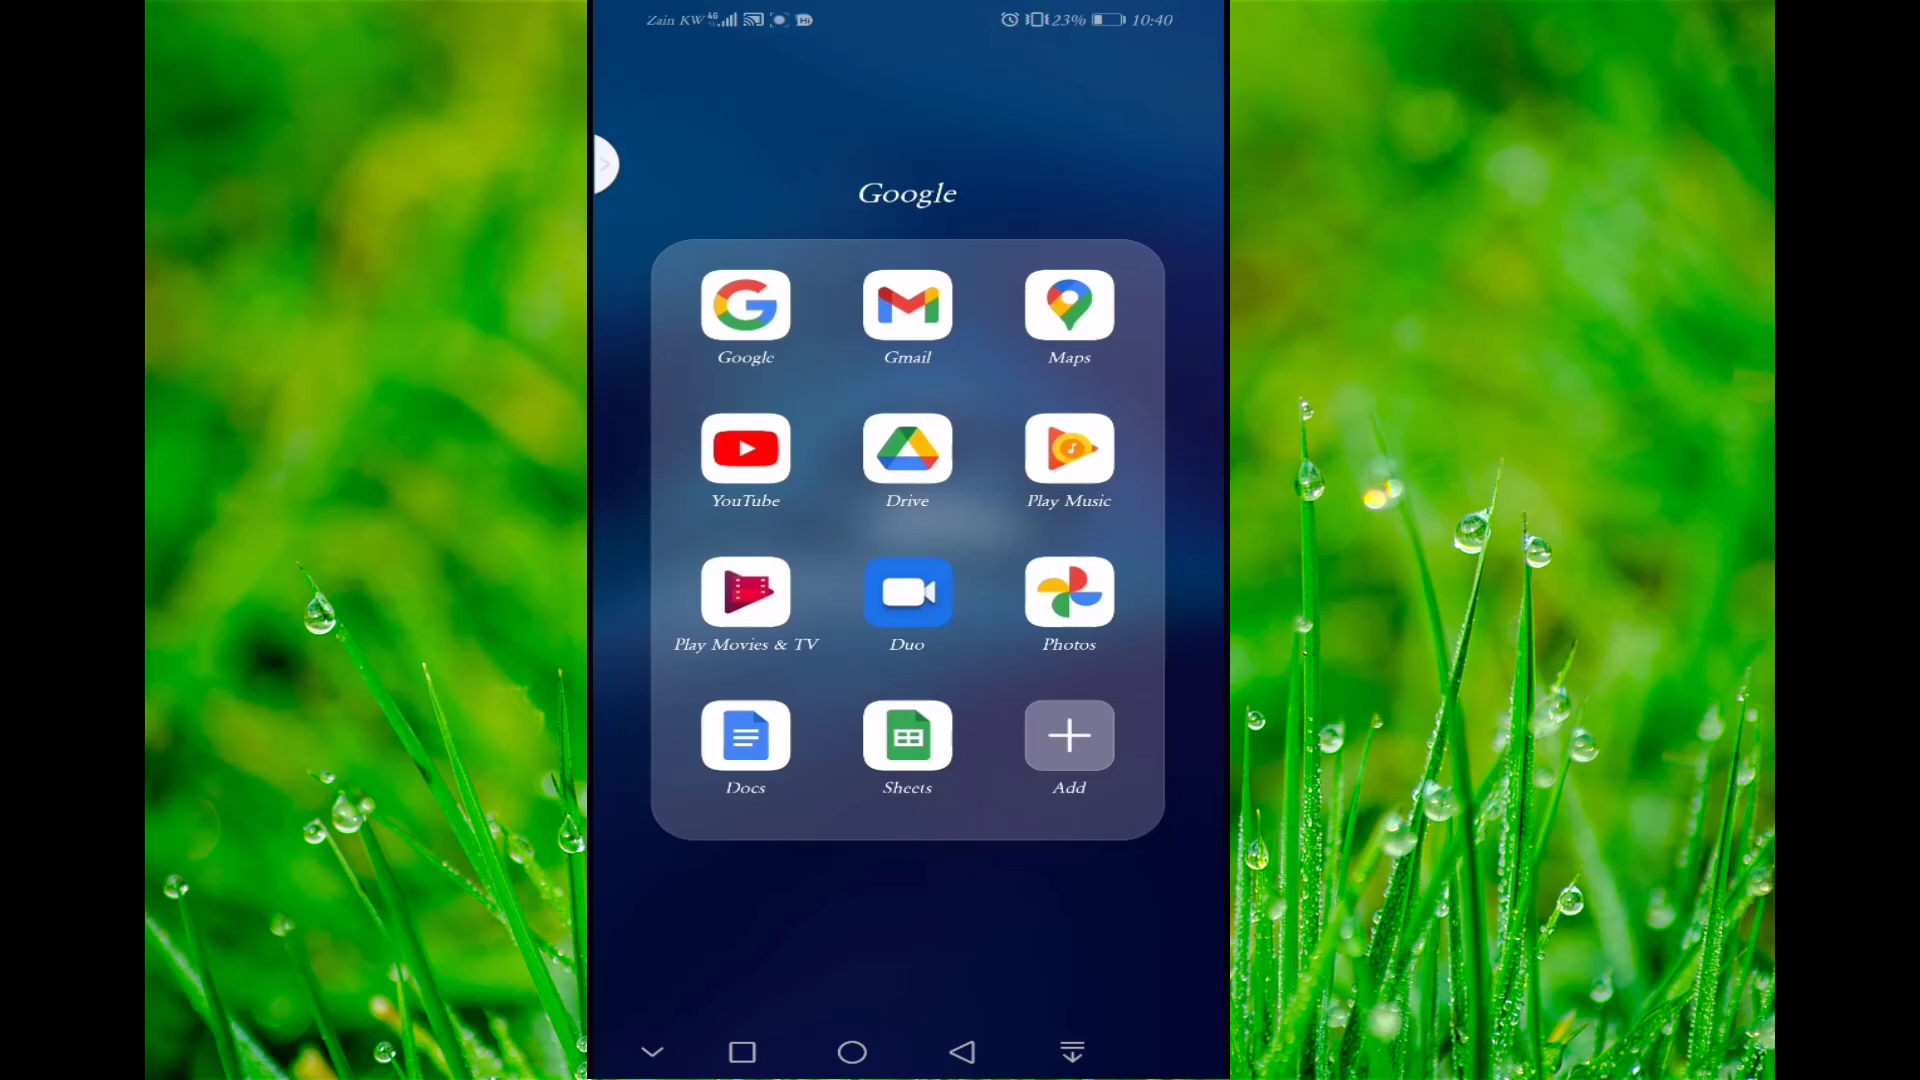 Zain KW 4G 23% 10:40
Google
Google Gmail Maps
YouTube Drive Play Music
Play Movies & TV Duo Photos
Docs Sheets Add